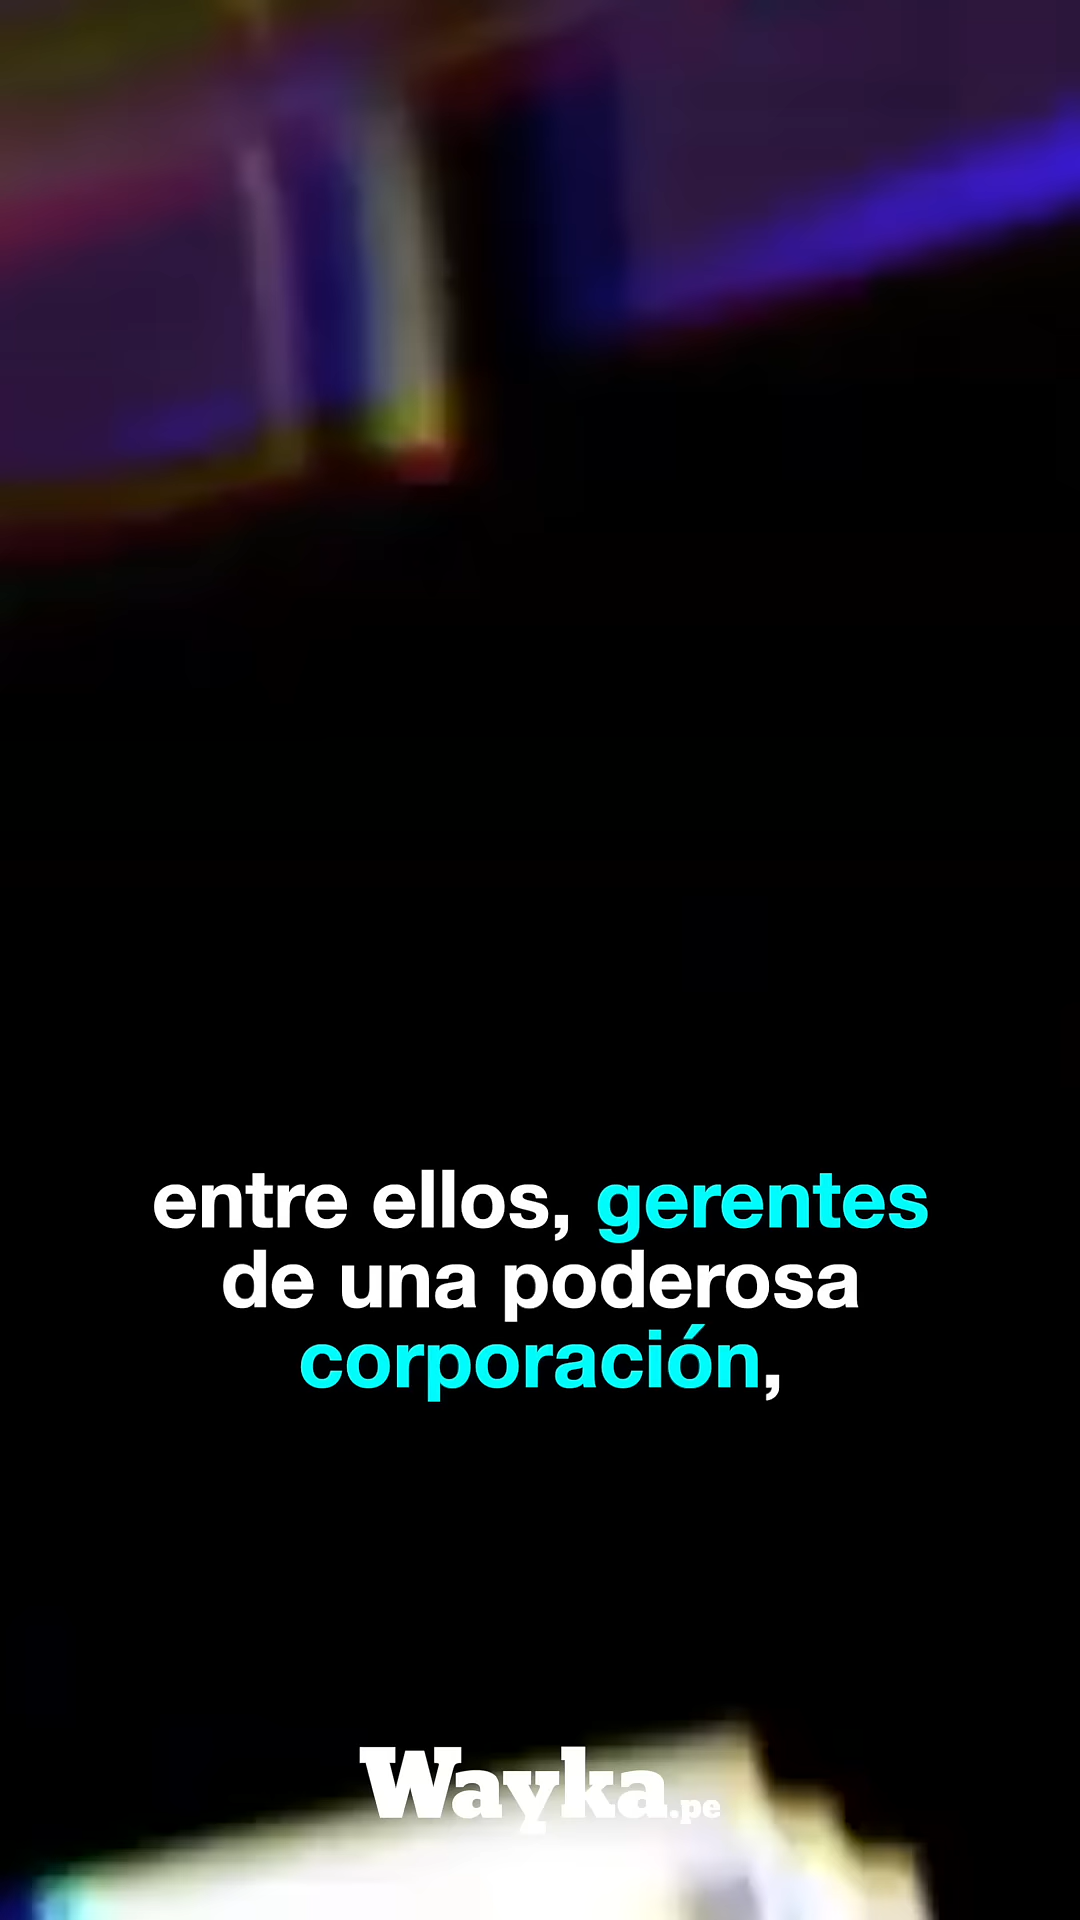 entre ellos, gerentes
de una poderosa
corporación,
Wayka.pe